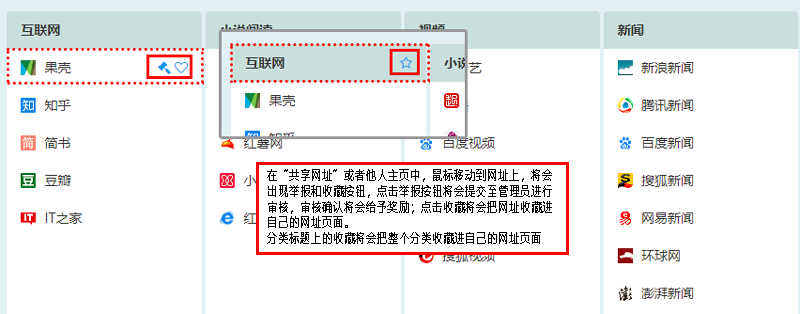 互联网
果壳
知乎
简书
豆瓣
IT之家
小说阅读
互联网
小说
果壳
知乎
红薯网
小
红
视频
艺
百度视频
搜狐视频
在“共享网址”或者他人主页中，鼠标移动到网址上，将会
出现举报和收藏按钮，点击举报按钮将会提交至管理员进行
审核，审核确认将会给予奖励；点击收藏将会把网址收藏进
自己的网址页面。
分类标题上的收藏将会把整个分类收藏进自己的网址页面
新闻
新浪新闻
腾讯新闻
百度新闻
搜狐新闻
网易新闻
环球网
澎湃新闻